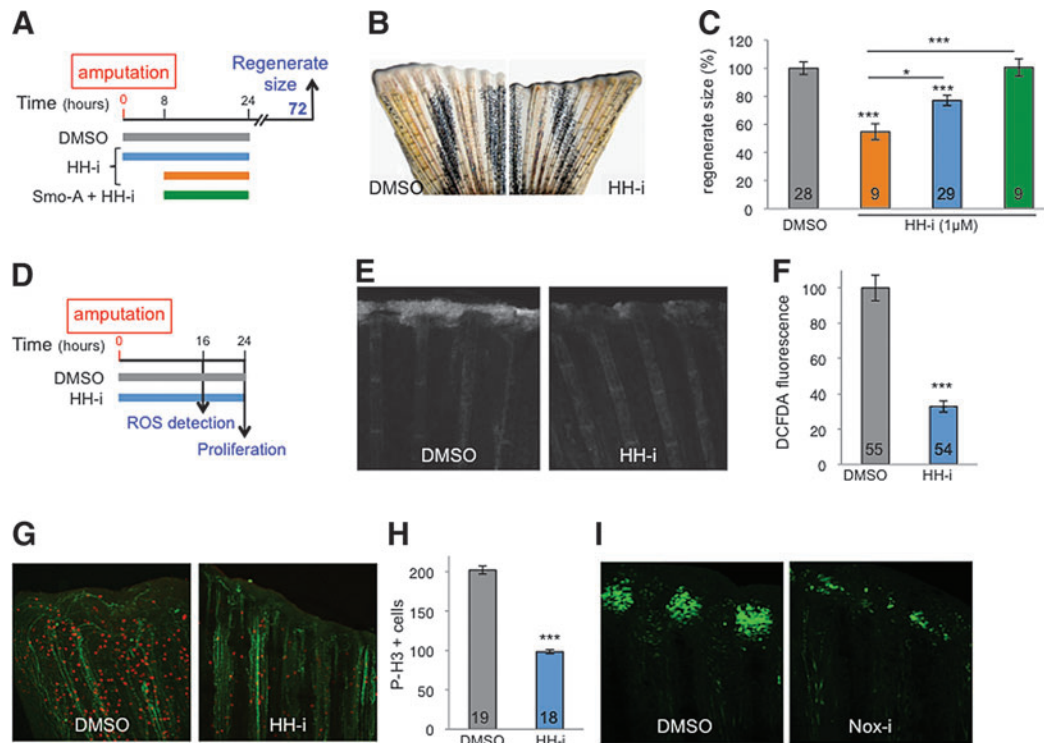 A
amputation
Regenerate
size
72
Time (hours)
0
8
24
DMSO
HH-i
Smo-A + HH-i
B
DMSO
HH-i
C
regenerate size (%)
120
100
80
60
40
20
0
***
*
***
***
28
9
29
9
DMSO
HH-i (1µM)
D
amputation
Time (hours)
0
16
24
DMSO
HH-i
ROS detection
Proliferation
E
DMSO
HH-i
F
DCFDA fluorescence
100
80
60
40
20
0
***
55
54
DMSO
HH-i
G
DMSO
HH-i
H
P-H3 + cells
200
150
100
50
0
***
19
18
DMSO
HH-i
I
DMSO
Nox-i